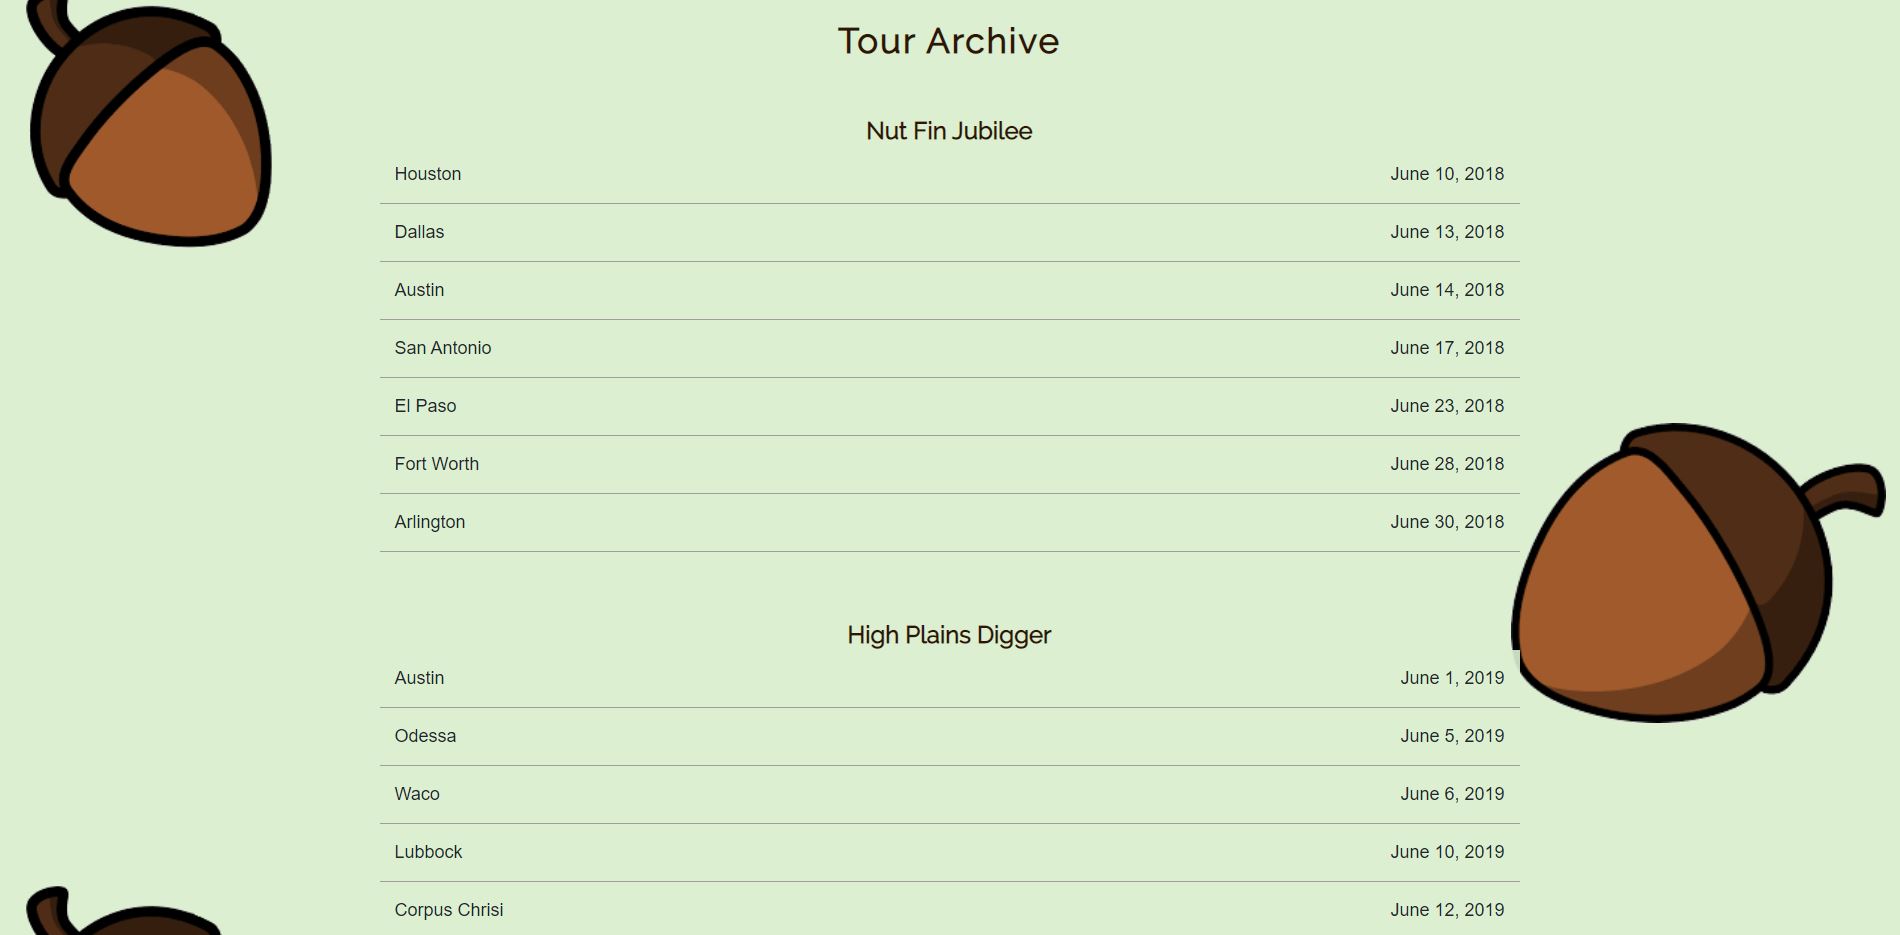 Tour Archive
Nut Fin Jubilee
Houston June 10, 2018
Dallas June 13, 2018
Austin June 14, 2018
San Antonio June 17, 2018
El Paso June 23, 2018
Fort Worth June 28, 2018
Arlington June 30, 2018
High Plains Digger
Austin June 1, 2019
Odessa June 5, 2019
Waco June 6, 2019
Lubbock June 10, 2019
Corpus Chrisi June 12, 2019